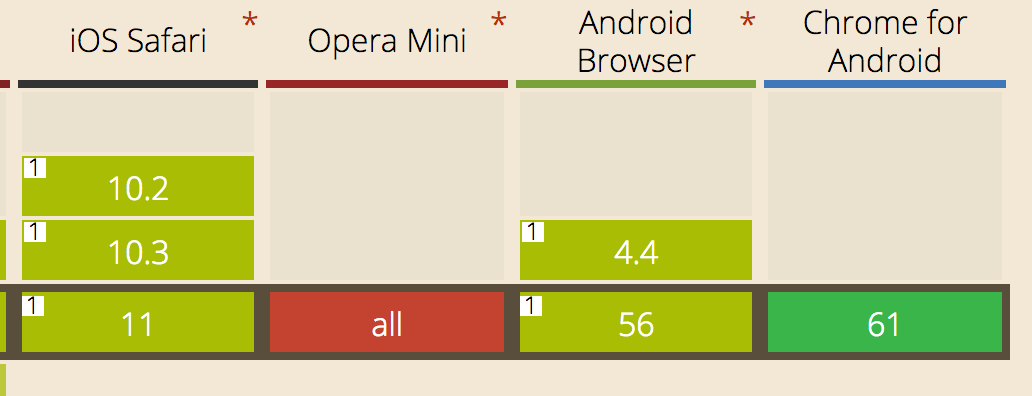 iOS Safari *
Opera Mini *
Android Browser *
Chrome for Android
1 10.2
1 10.3
1 4.4
1 11
all
1 56
61